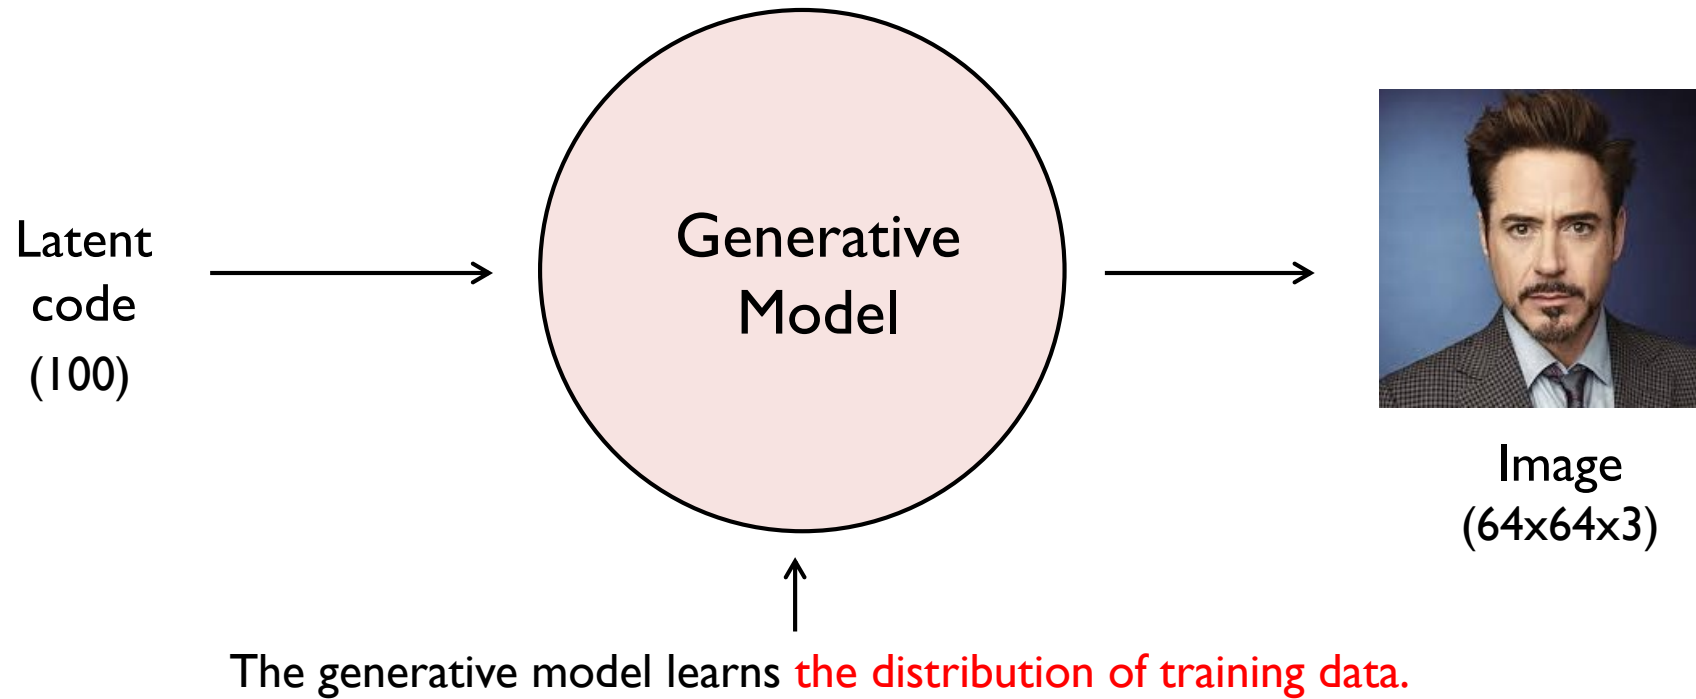 Latent
code
(100)
Generative
Model
Image
(64x64x3)
The generative model learns the distribution of training data.